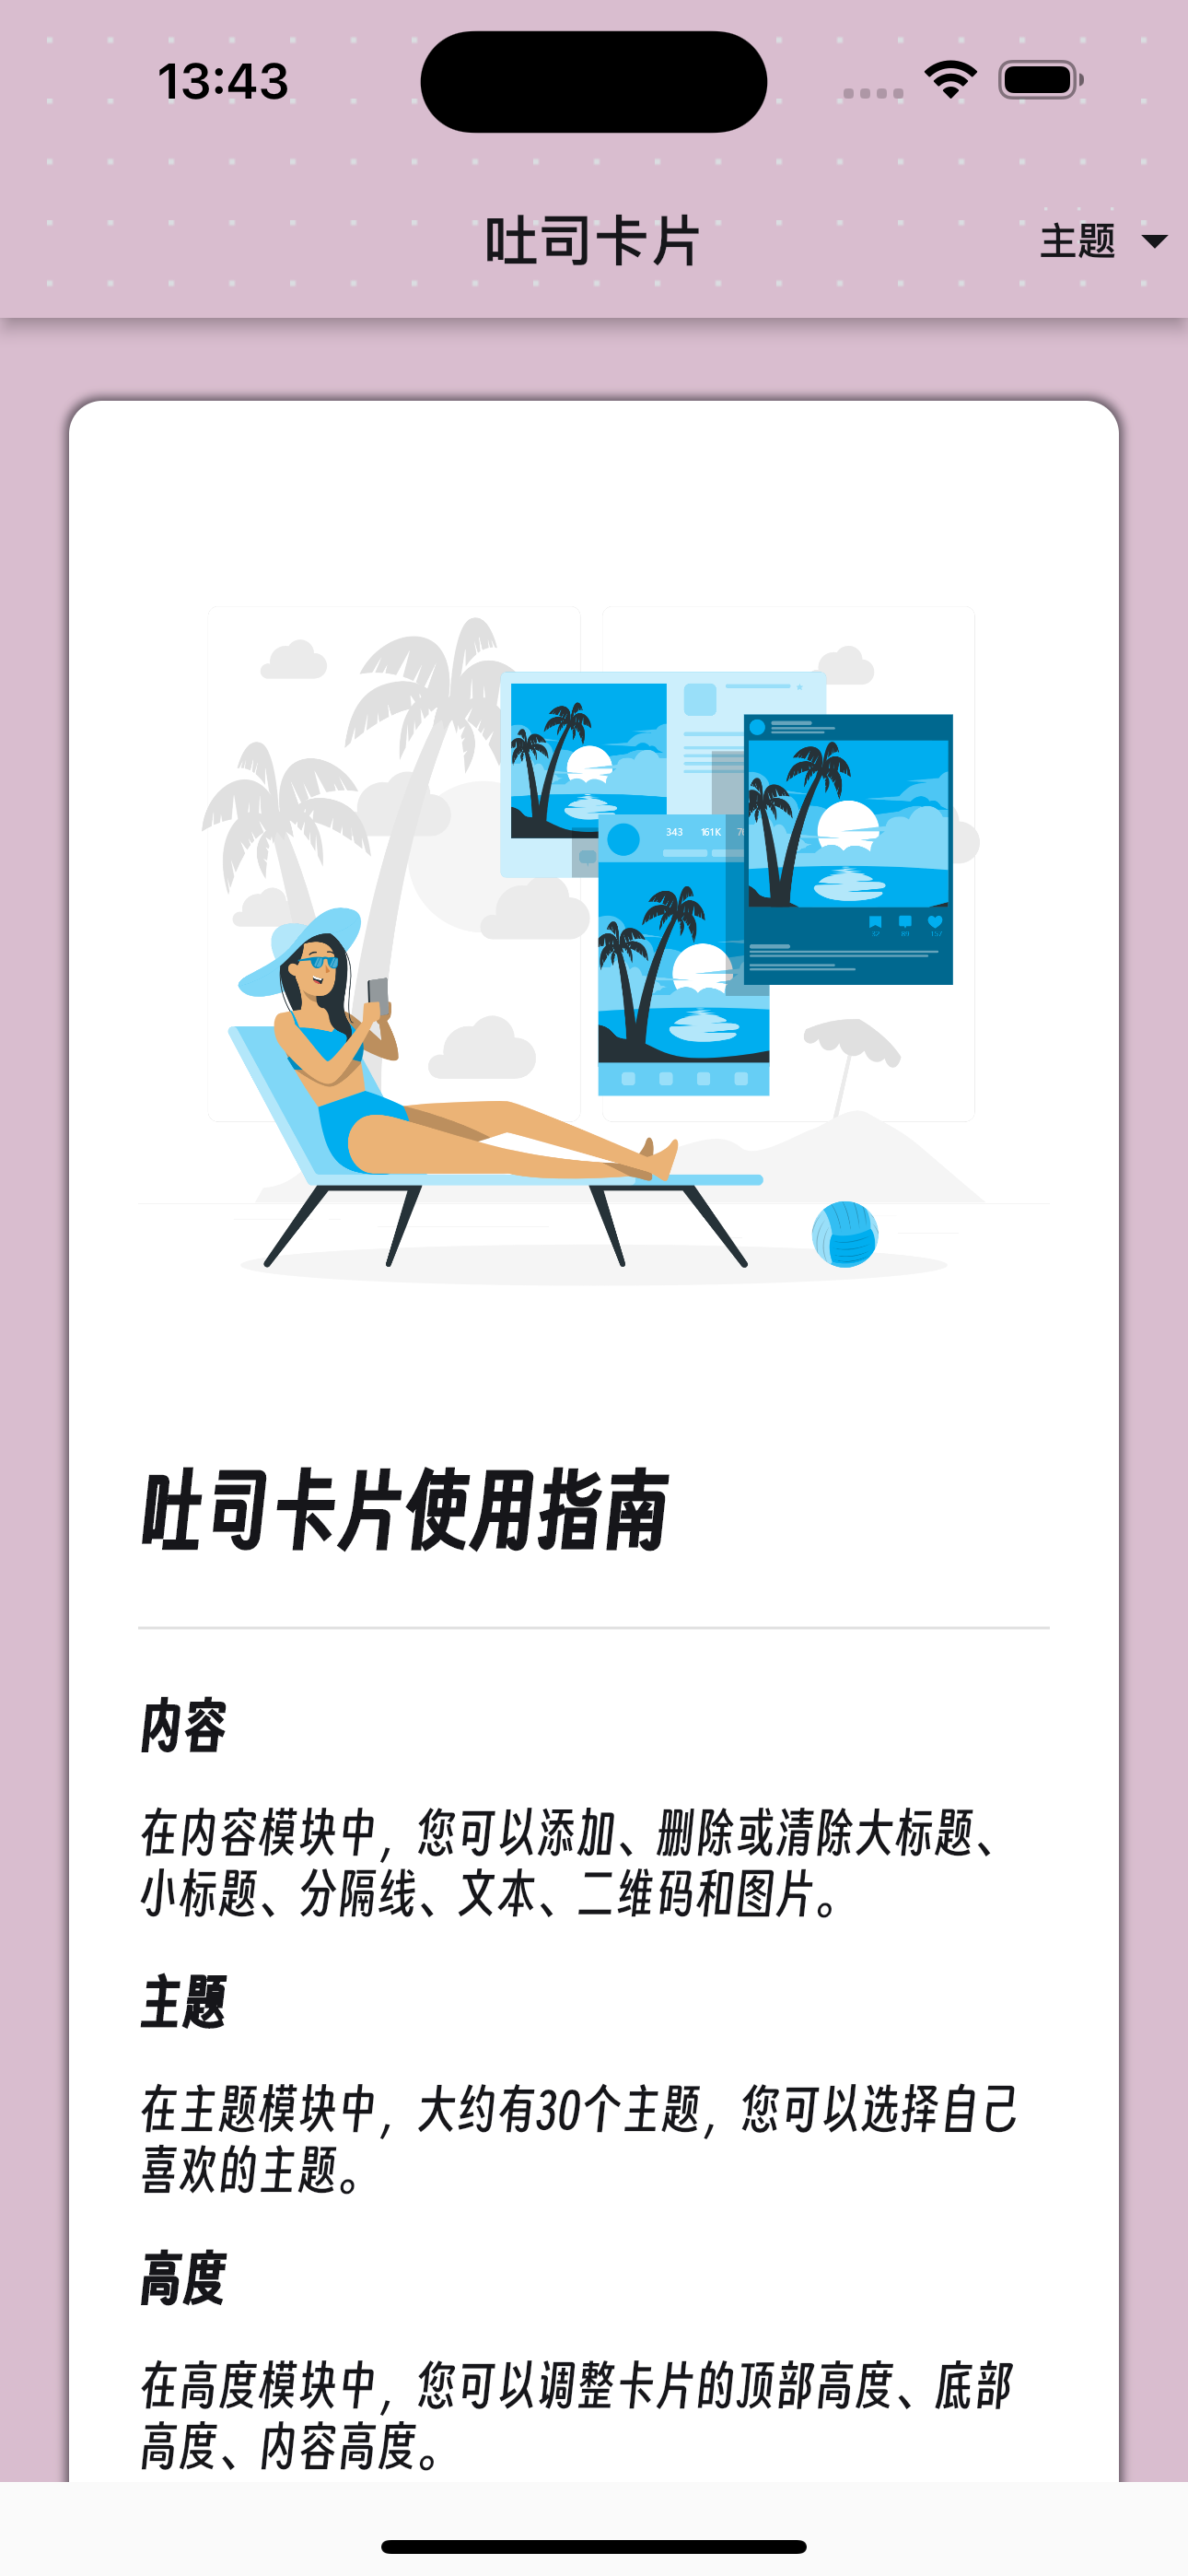 13:43
吐司卡片
主题
343 161K
吐司卡片使用指南
内容
在内容模块中，您可以添加、删除或清除大标题、
小标题、分隔线、文本、二维码和图片。
主题
在主题模块中，大约有30个主题，您可以选择自己
喜欢的主题。
高度
在高度模块中，您可以调整卡片的顶部高度、底部
高度、内容高度。